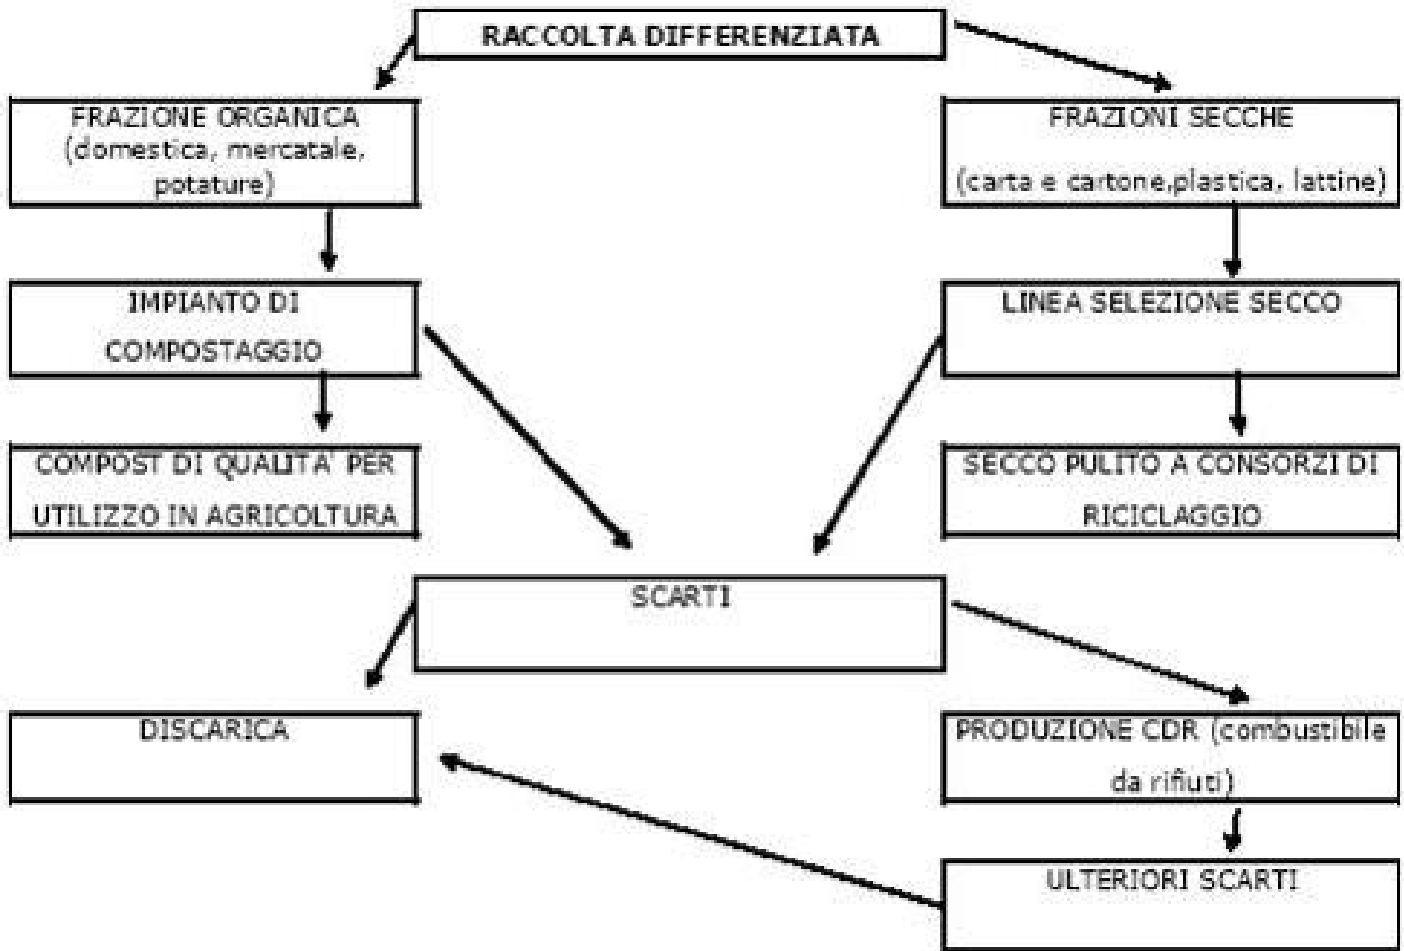 RACCOLTA DIFFERENZIATA
FRAZIONE ORGANICA
(domestica, mercatale,
potature)
FRAZIONI SECCHE
(carta e cartone,plastica, lattine)
IMPIANTO DI
COMPOSTAGGIO
LINEA SELEZIONE SECCO
COMPOST DI QUALITA' PER
UTILIZZO IN AGRICOLTURA
SECCO PULITO A CONSORZI DI
RICICLAGGIO
SCARTI
DISCARICA
PRODUZIONE CDR (combustibile
da rifiuti)
ULTERIORI SCARTI